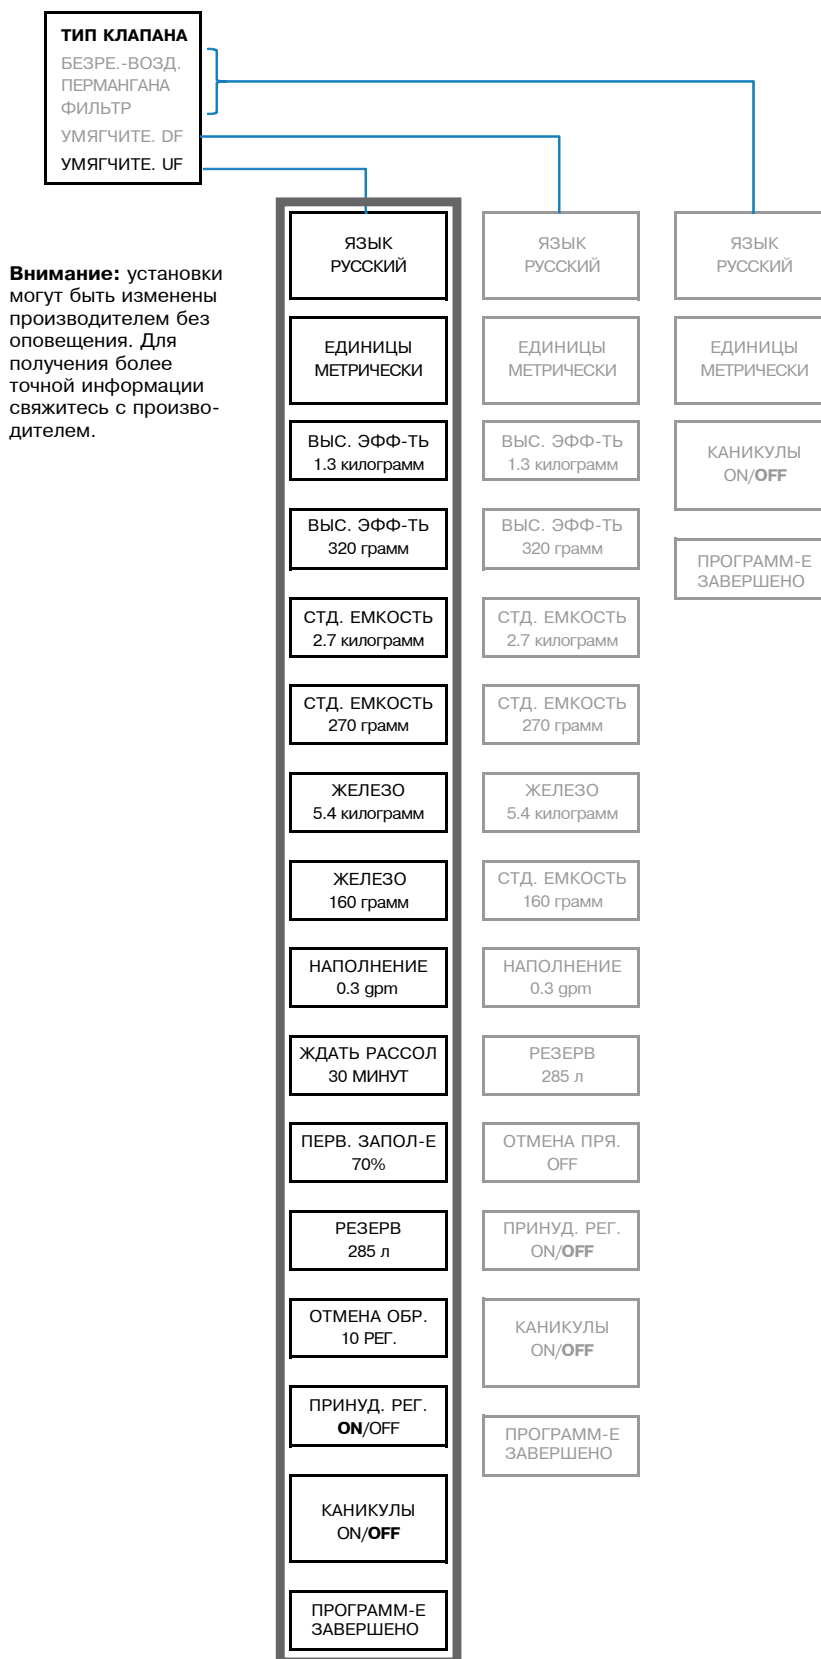 ТИП КЛАПАНА
БЕЗРЕ.-ВОЗД.
ПЕРМАНГАНА
ФИЛЬТР
УМЯГЧИТЕ. DF
УМЯГЧИТЕ. UF
Внимание: установки
могут быть изменены
производителем без
оповещения. Для
получения более
точной информации
свяжитесь с произво-
дителем.
ЯЗЫК
РУССКИЙ
ЕДИНИЦЫ
МЕТРИЧЕСКИ
ВЫС. ЭФФ-ТЬ
1.3 килограмм
ВЫС. ЭФФ-ТЬ
320 грамм
СТД. ЕМКОСТЬ
2.7 килограмм
СТД. ЕМКОСТЬ
270 грамм
ЖЕЛЕЗО
5.4 килограмм
ЖЕЛЕЗО
160 грамм
НАПОЛНЕНИЕ
0.3 gpm
ЖДАТЬ РАССОЛ
30 МИНУТ
ПЕРВ. ЗАПОЛ-Е
70%
РЕЗЕРВ
285 л
ОТМЕНА ОБР.
10 РЕГ.
ПРИНУД. РЕГ.
ON/OFF
КАНИКУЛЫ
ON/OFF
ПРОГРАММ-Е
ЗАВЕРШЕНО
ЯЗЫК
РУССКИЙ
ЕДИНИЦЫ
МЕТРИЧЕСКИ
ВЫС. ЭФФ-ТЬ
1.3 килограмм
ВЫС. ЭФФ-ТЬ
320 грамм
СТД. ЕМКОСТЬ
2.7 килограмм
СТД. ЕМКОСТЬ
270 грамм
ЖЕЛЕЗО
5.4 килограмм
СТД. ЕМКОСТЬ
160 грамм
НАПОЛНЕНИЕ
0.3 gpm
РЕЗЕРВ
285 л
ОТМЕНА ПРЯ.
OFF
ПРИНУД. РЕГ.
ON/OFF
КАНИКУЛЫ
ON/OFF
ПРОГРАММ-Е
ЗАВЕРШЕНО
ЯЗЫК
РУССКИЙ
ЕДИНИЦЫ
МЕТРИЧЕСКИ
КАНИКУЛЫ
ON/OFF
ПРОГРАММ-Е
ЗАВЕРШЕНО